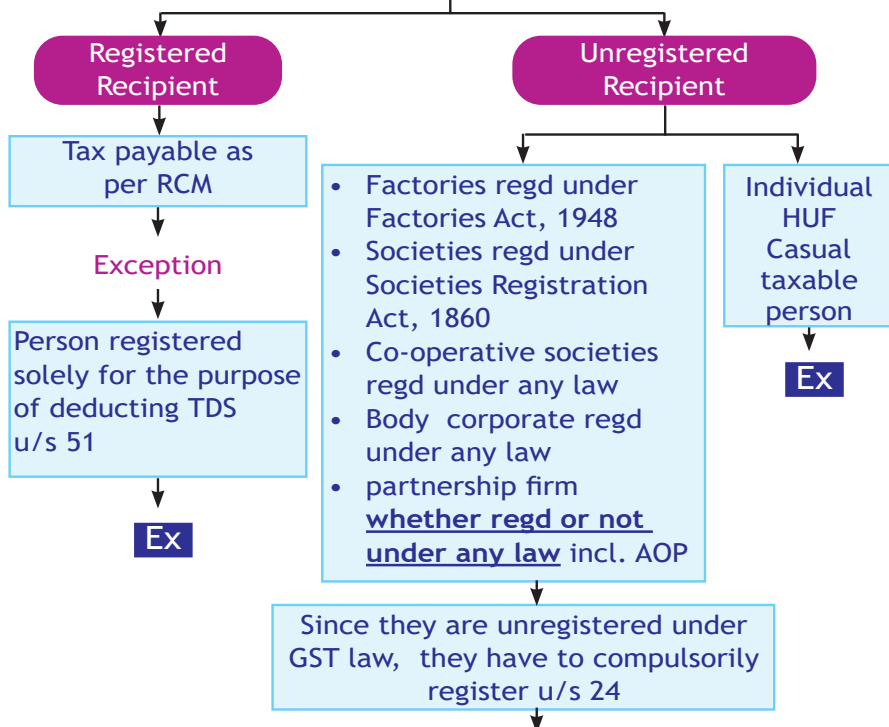 Registered
Recipient
Tax payable as
per RCM
Exception
Person registered
solely for the purpose
of deducting TDS
u/s 51
Ex
Unregistered
Recipient
• Factories regd under
Factories Act, 1948
• Societies regd under
Societies Registration
Act, 1860
• Co-operative societies
regd under any law
• Body corporate regd
under any law
• partnership firm
whether regd or not
under any law incl. AOP
Since they are unregistered under
GST law, they have to compulsorily
register u/s 24
Individual
HUF
Casual
taxable
person
Ex